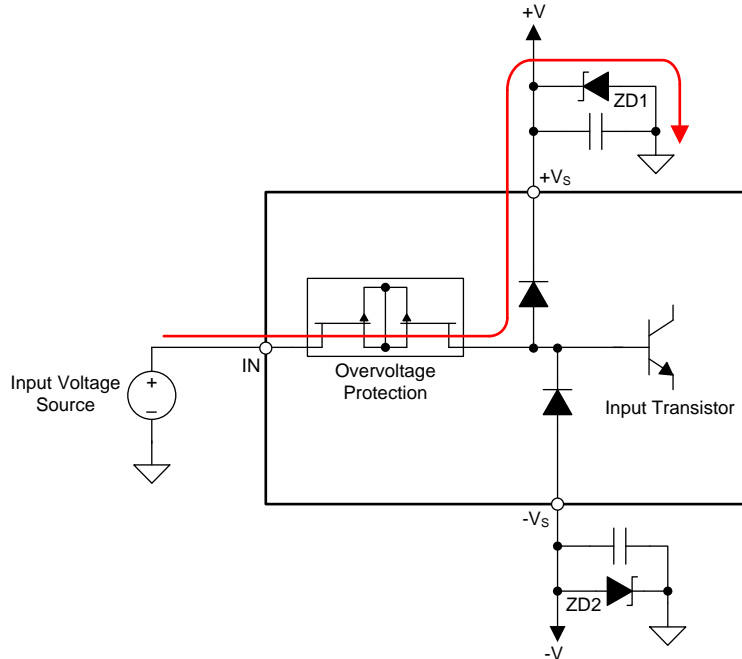 +V
ZD1
+VS
+
−
IN
Input Voltage
Source
Overvoltage
Protection
Input Transistor
-VS
ZD2
-V